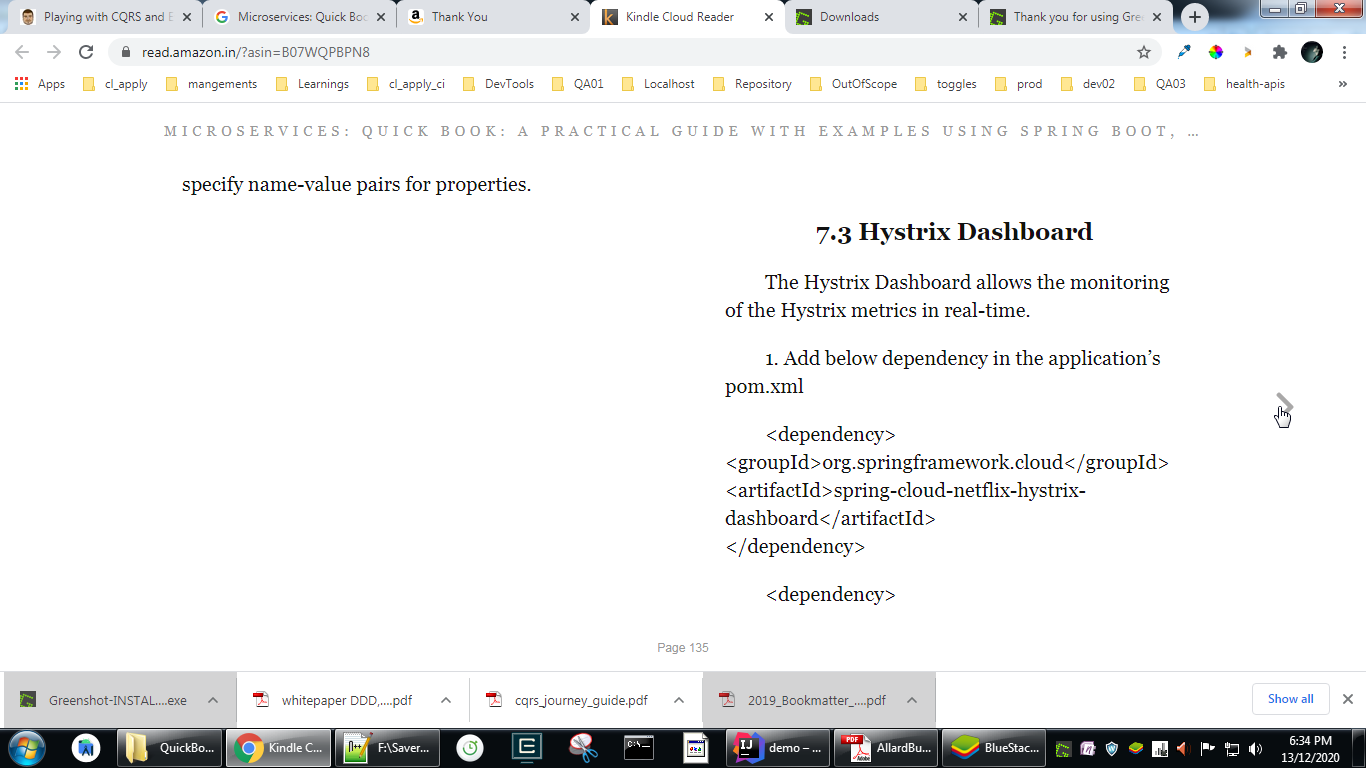 Playing with CQRS and E
Microservices: Quick Boo
Thank You
Kindle Cloud Reader
Downloads
Thank you for using Gre
read.amazon.in/?asin=B07WQPBPN8
Apps
cl_apply
mangements
Learnings
cl_apply_ci
DevTools
QA01
Localhost
Repository
OutOfScope
toggles
prod
dev02
QA03
health-apis
»
MICROSERVICES: QUICK BOOK: A PRACTICAL GUIDE WITH EXAMPLES USING SPRING BOOT, …
specify name-value pairs for properties.
7.3 Hystrix Dashboard
The Hystrix Dashboard allows the monitoring
of the Hystrix metrics in real-time.
1. Add below dependency in the application’s
pom.xml
<dependency>
<groupId>org.springframework.cloud</groupId>
<artifactId>spring-cloud-netflix-hystrix-
dashboard</artifactId>
</dependency>
<dependency>
Page 135
Greenshot-INSTAL....exe
whitepaper DDD,....pdf
cqrs_journey_guide.pdf
2019_Bookmatter_....pdf
Show all
QuickBo...
Kindle C...
F:\Saver...
demo – ...
AllardBu...
BlueStac...
6:34 PM
13/12/2020